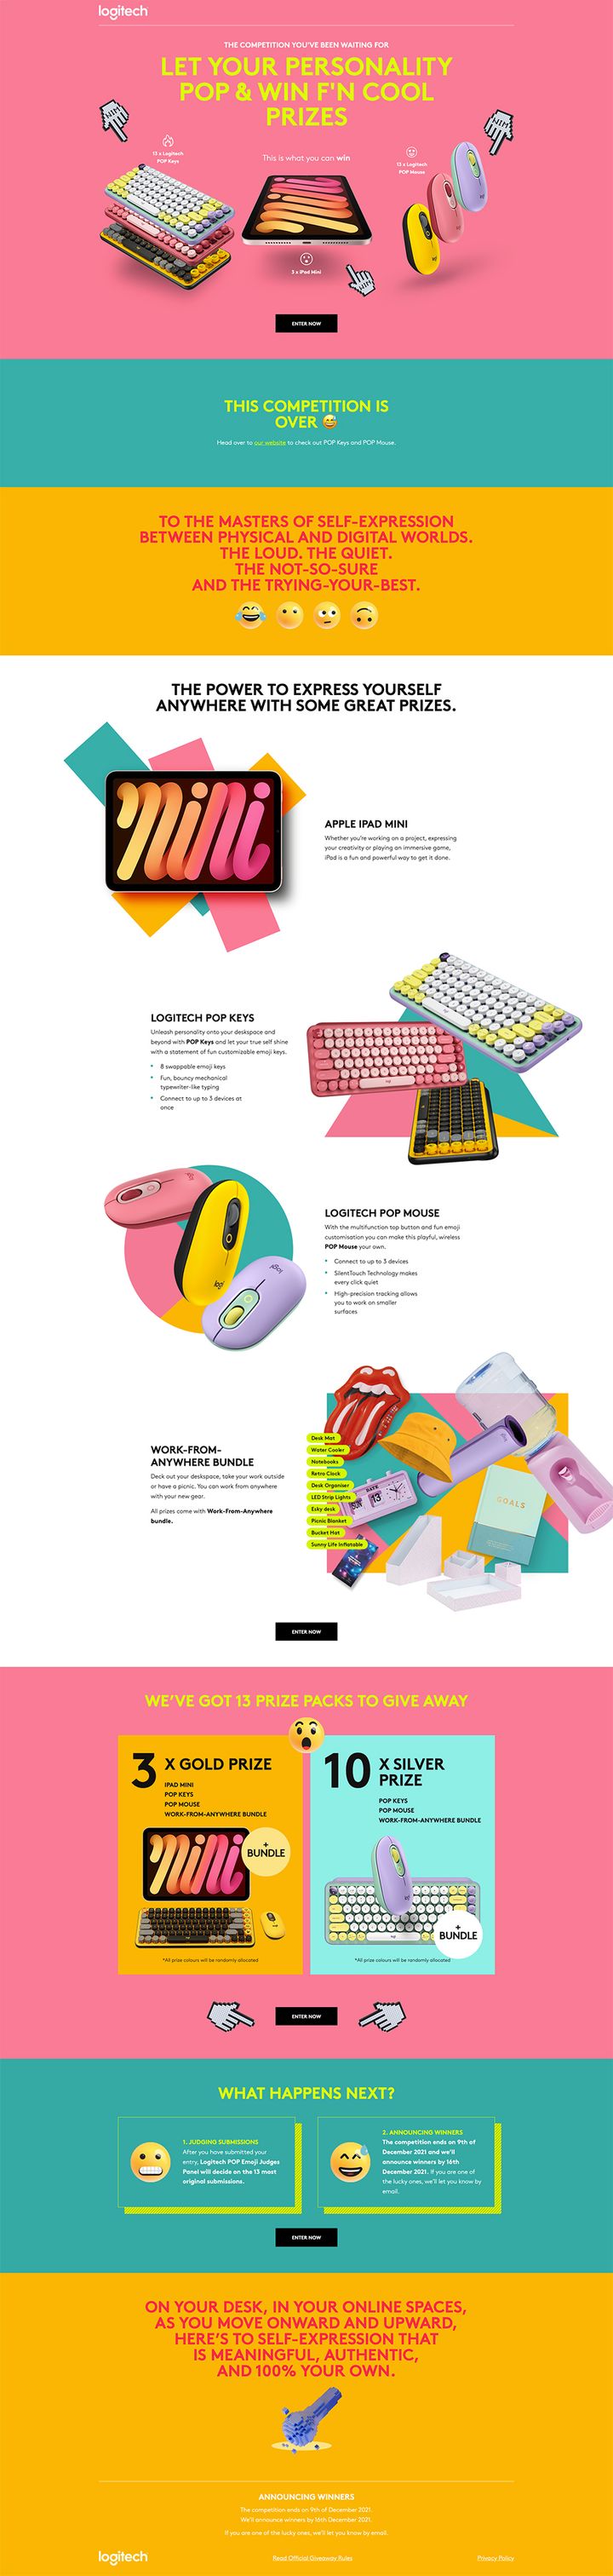 logitech
THE COMPETITION YOU'VE BEEN WAITING FOR
LET YOUR PERSONALITY
POP & WIN F'N COOL
PRIZES
13 x Logitech
POP Keys
This is what you can win
13 x Logitech
POP Mouse
3 x iPad Mini
ENTER NOW
THIS COMPETITION IS
OVER 😅
Head over to our website to check out POP Keys and POP Mouse.
TO THE MASTERS OF SELF-EXPRESSION
BETWEEN PHYSICAL AND DIGITAL WORLDS.
THE LOUD. THE QUIET.
THE NOT-SO-SURE
AND THE TRYING-YOUR-BEST.
THE POWER TO EXPRESS YOURSELF
ANYWHERE WITH SOME GREAT PRIZES.
APPLE IPAD MINI
Whether you're working on a project, expressing
your creativity or playing an immersive game,
iPad is a fun and powerful way to get it done.
LOGITECH POP KEYS
Unleash personality onto your deskspace and
beyond with POP Keys and let your true self shine
with a statement of fun customizable emoji keys.
• 8 swappable emoji keys
• Fun, bouncy mechanical
typewriter-like typing
• Connect to up to 3 devices at
once
logi
LOGITECH POP MOUSE
With the multifunction top button and fun emoji
customisation you can make this playful, wireless
POP Mouse your own.
• Connect to up to 3 devices
• SilentTouch Technology makes
every click quiet
• High-precision tracking allows
you to work on smaller
surfaces
logi
logi
WORK-FROM-
ANYWHERE BUNDLE
Deck out your deskspace, take your work outside
or have a picnic. You can work from anywhere
with your new gear.
All prizes come with Work-From-Anywhere
bundle.
Desk Mat
Water Cooler
Notebooks
Retro Clock
Desk Organiser
LED Strip Lights
Esky desk
Picnic Blanket
Bucket Hat
Sunny Life Inflatable
DATE
13
GOALS
ENTER NOW
WE'VE GOT 13 PRIZE PACKS TO GIVE AWAY
3 X GOLD PRIZE
IPAD MINI
POP KEYS
POP MOUSE
WORK-FROM-ANYWHERE BUNDLE
+
BUNDLE
*All prize colours will be randomly allocated
10 X SILVER
PRIZE
POP KEYS
POP MOUSE
WORK-FROM-ANYWHERE BUNDLE
+
BUNDLE
*All prize colours will be randomly allocated
ENTER NOW
WHAT HAPPENS NEXT?
1. JUDGING SUBMISSIONS
After you have submitted your
entry, Logitech POP Emoji Judges
Panel will decide on the 13 most
original submissions.
2. ANNOUNCING WINNERS
The competition ends on 9th of
December 2021 and we'll
announce winners by 16th
December 2021. If you are one of
the lucky ones, we'll let you know by
email.
ENTER NOW
ON YOUR DESK, IN YOUR ONLINE SPACES,
AS YOU MOVE ONWARD AND UPWARD,
HERE'S TO SELF-EXPRESSION THAT
IS MEANINGFUL, AUTHENTIC,
AND 100% YOUR OWN.
ANNOUNCING WINNERS
The competition ends on 9th of December 2021.
We'll announce winners by 16th December 2021.
If you are one of the lucky ones, we'll let you know by email.
logitech
Read Official Giveaway Rules
Privacy Policy